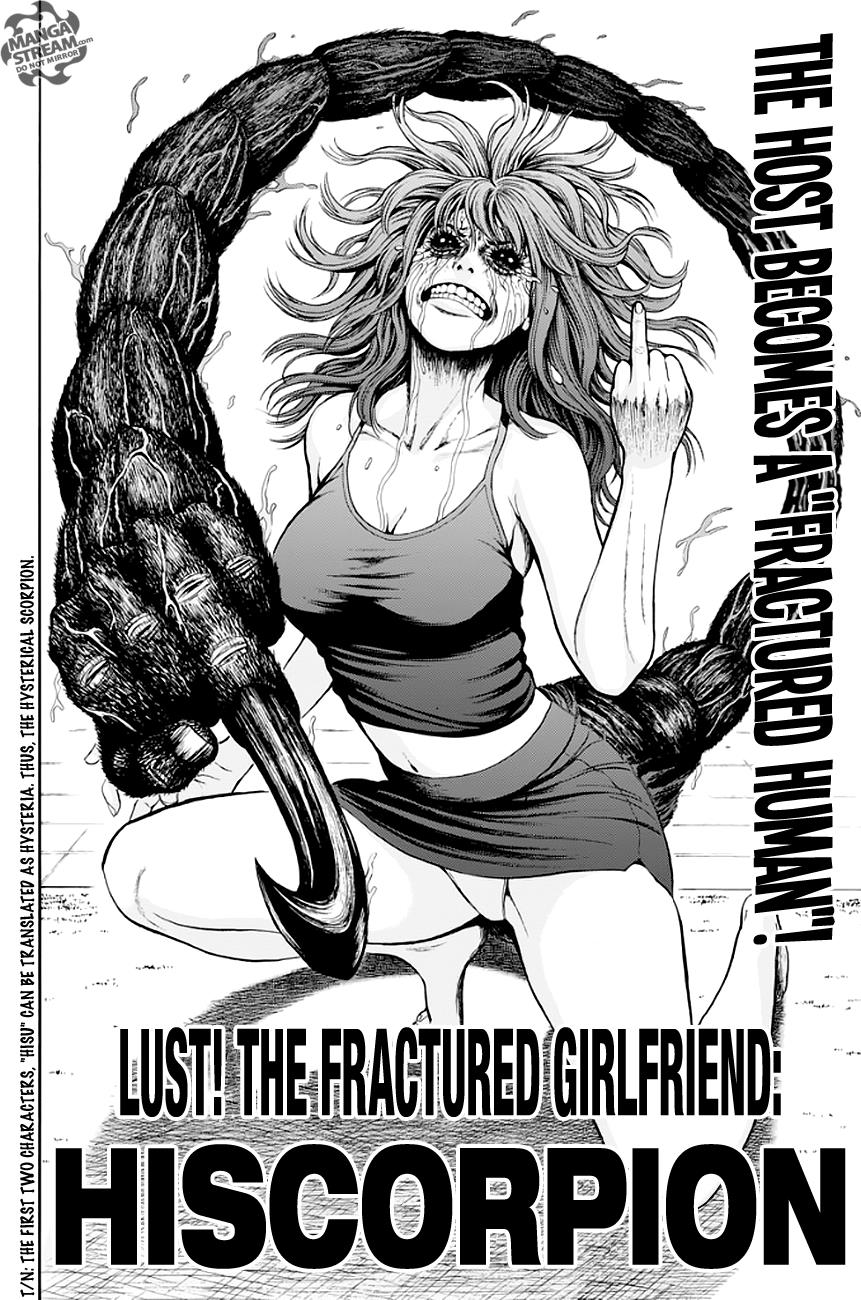 MANGA
STREAM.com
DO NOT MIRROR
THE HOST BECOMES A "FRACTURED HUMAN"!
T/N: THE FIRST TWO CHARACTERS, "HISU" CAN BE TRANSLATED AS HYSTERIA. THUS, THE HYSTERICAL SCORPION.
LUST! THE FRACTURED GIRLFRIEND:
HISCORPION